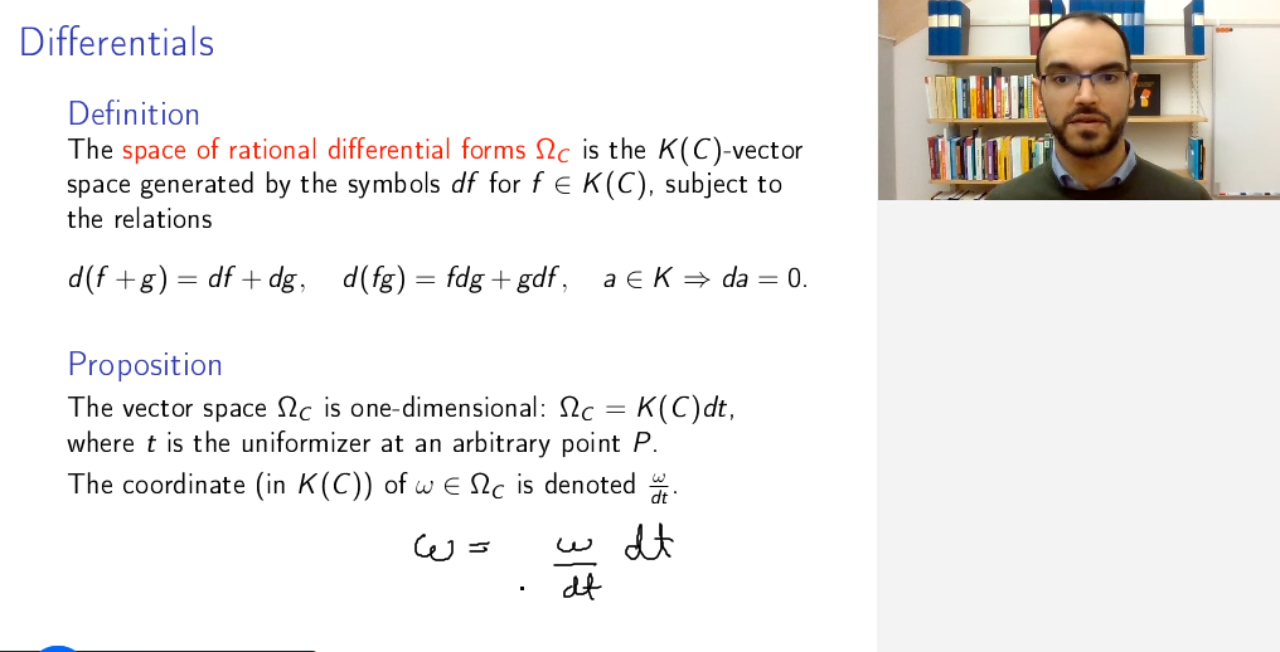 Differentials
Definition
The space of rational differential forms Ω_C is the K(C)-vector
space generated by the symbols df for f ∈ K(C), subject to
the relations
d(f + g) = df + dg, d(fg) = fdg + gdf, a ∈ K ⇒ da = 0.
Proposition
The vector space Ω_C is one-dimensional: Ω_C = K(C)dt,
where t is the uniformizer at an arbitrary point P.
The coordinate (in K(C)) of ω ∈ Ω_C is denoted ω/dt.
ω = ω/dt dt